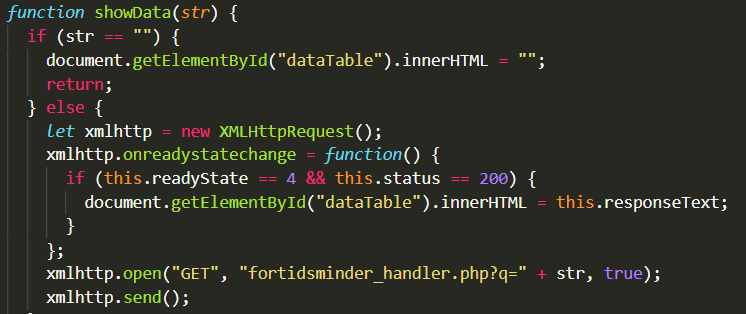 function showData(str) {
if (str == "") {
document.getElementById("dataTable").innerHTML = "";
return;
} else {
let xmlhttp = new XMLHttpRequest();
xmlhttp.onreadystatechange = function() {
if (this.readyState == 4 && this.status == 200) {
document.getElementById("dataTable").innerHTML = this.responseText;
}
};
xmlhttp.open("GET", "fortidsminder_handler.php?q=" + str, true);
xmlhttp.send();